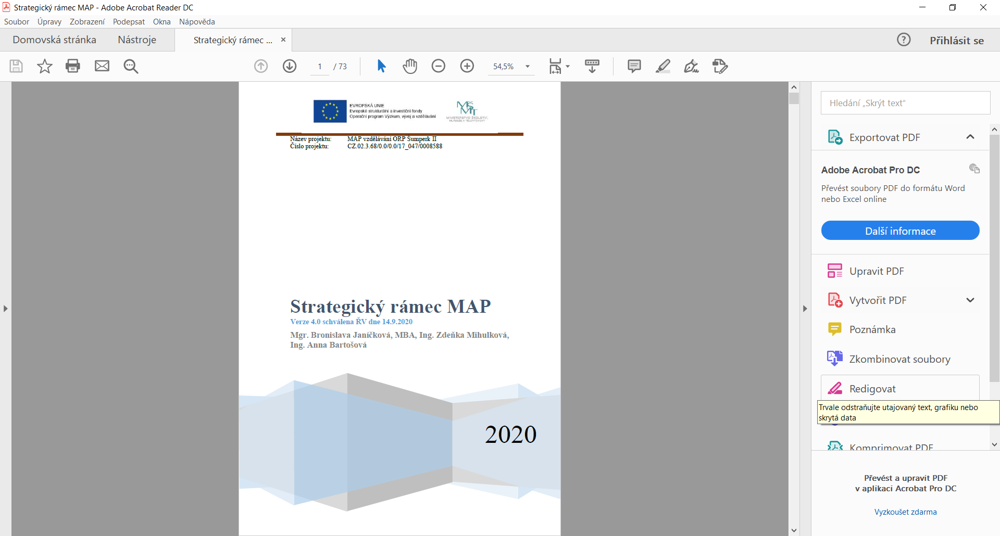 Strategický rámec MAP - Adobe Acrobat Reader DC
Soubor Úpravy Zobrazení Podepsat Okna Nápověda
Domovská stránka Nástroje Strategický rámec ... Přihlásit se
1 / 73 54,5%
EVROPSKÁ UNIE
Evropské strukturální a investiční fondy
Operační program Výzkum, vývoj a vzdělávání
MŠMT
MINISTERSTVO ŠKOLSTVÍ,
MLÁDEŽE A TĚLOVÝCHOVY
Název projektu: MAP vzdělávání ORP Šumperk II
Číslo projektu: CZ.02.3.68/0.0/0.0/17_047/0008588
Strategický rámec MAP
Verze 4.0 schválena ŘV dne 14.9.2020
Mgr. Bronislava Janíčková, MBA, Ing. Zdeňka Mihulková,
Ing. Anna Bartošová
2020
Hledání „Skrýt text“
Exportovat PDF
Adobe Acrobat Pro DC
Převést soubory PDF do formátu Word
nebo Excel online
Další informace
Upravit PDF
Vytvořit PDF
Poznámka
Zkombinovat soubory
Redigovat
Trvale odstraňujte utajovaný text, grafiku nebo
skrytá data
Komprimovat PDF
Převést a upravit PDF
v aplikaci Acrobat Pro DC
Vyzkoušet zdarma